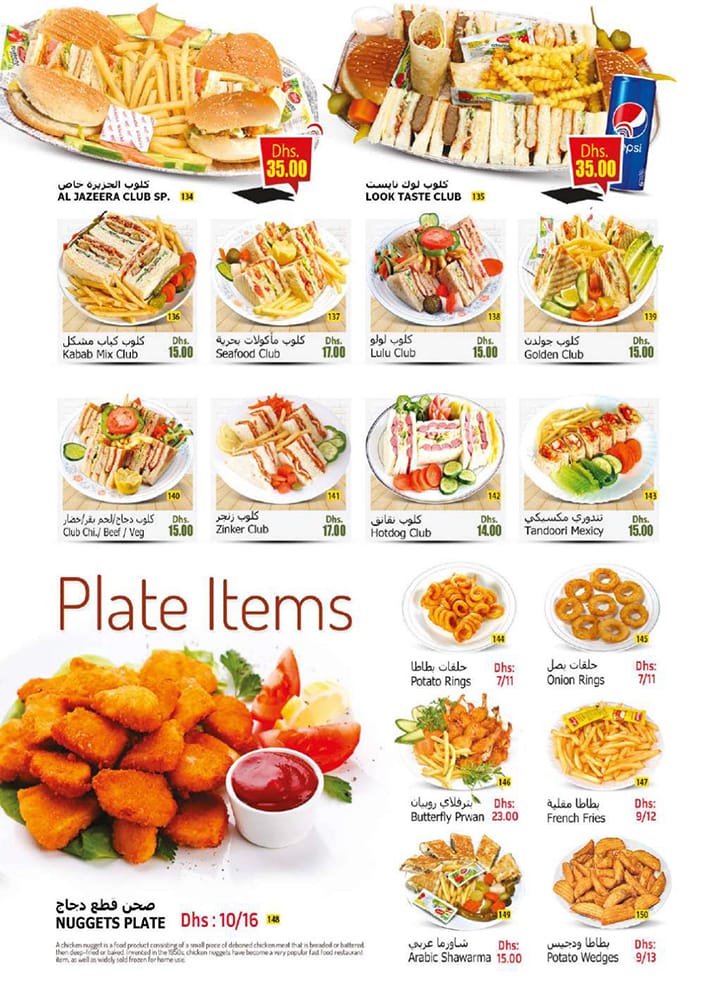 Dhs.
35.00
كلوب الجزيرة خاص
AL JAZEERA CLUB SP. 134
pepsi
Dhs.
35.00
كلوب لوك تايست
LOOK TASTE CLUB 135
136
كلوب كباب مشكل
Kabab Mix Club
Dhs.
15.00
137
كلوب مأكولات بحرية
Seafood Club
Dhs.
17.00
138
كلوب لولو
Lulu Club
Dhs.
15.00
139
كلوب جولدن
Golden Club
Dhs.
15.00
140
كلوب دجاج/لحم بقر/خضار
Club Chi./ Beef / Veg
Dhs.
15.00
141
كلوب زنجر
Zinker Club
Dhs.
17.00
142
كلوب نقانق
Hotdog Club
Dhs.
14.00
143
تندوري مكسيكي
Tandoori Mexicy
Dhs.
15.00
Plate Items
144
حلقات بطاطا
Potato Rings
Dhs:
7/11
145
حلقات بصل
Onion Rings
Dhs:
7/11
146
بترفلاي روبيان
Butterfly Prwan
Dhs:
23.00
147
بطاطا مقلية
French Fries
Dhs:
9/12
صحن قطع دجاج
NUGGETS PLATE Dhs : 10/16 148
A chicken nugget is a food product consisting of a small piece of deboned chicken meat that is breaded or battered,
then deep-fried or baked. Invented in the 1950s, chicken nuggets have become a very popular fast food restaurant
item, as well as widely sold frozen for home use.
149
شاورما عربي
Arabic Shawarma
Dhs:
15.00
150
بطاطا ودجيس
Potato Wedges
Dhs:
9/13